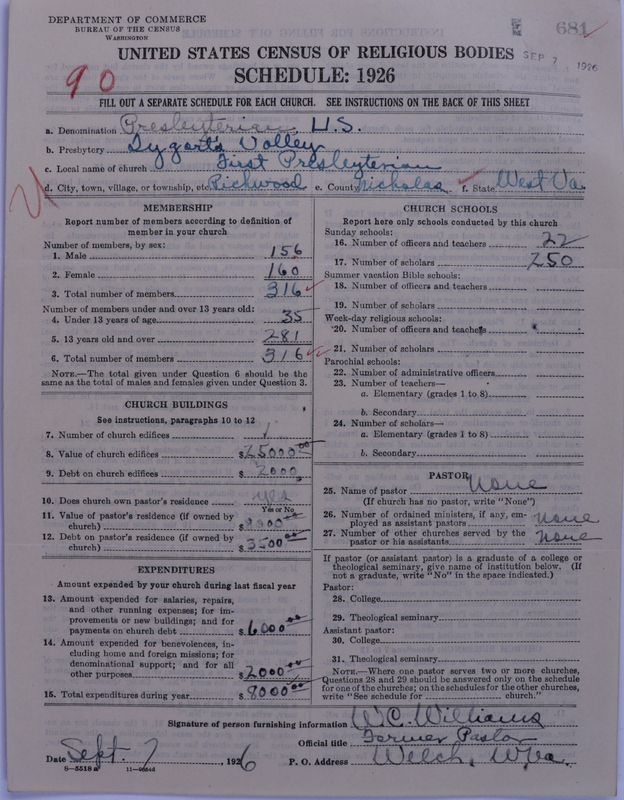 DEPARTMENT OF COMMERCE
BUREAU OF THE CENSUS
WASHINGTON
681
UNITED STATES CENSUS OF RELIGIOUS BODIES
SEP 7 1926
SCHEDULE: 1926
90
FILL OUT A SEPARATE SCHEDULE FOR EACH CHURCH. SEE INSTRUCTIONS ON THE BACK OF THIS SHEET
a. Denomination Presbyterian, U.S.
b. Presbytery Tygarts Valley
c. Local name of church First Presbyterian
d. City, town, village, or township, etc. Richwood e. County Nicholas f. State West Va
MEMBERSHIP
Report number of members according to definition of
member in your church
Number of members, by sex:
1. Male 156
2. Female 160
3. Total number of members 316
Number of members under and over 13 years old:
4. Under 13 years of age 35
5. 13 years old and over 281
6. Total number of members 316
NOTE.—The total given under Question 6 should be
same as the total of males and females given under Question 3.
CHURCH BUILDINGS
See instructions, paragraphs 10 to 12
7. Number of church edifices 1
8. Value of church edifices $25000.00
9. Debt on church edifices $2000
10. Does church own pastor's residence yes
Yes or No
11. Value of pastor's residence (if owned by
church) $
12. Debt on pastor's residence (if owned by
church) $3500.00
EXPENDITURES
Amount expended by your church during last fiscal year
13. Amount expended for salaries, repairs,
and other running expenses; for im-
provements or new buildings; and for
payments on church debt $6000.00
14. Amount expended for benevolences, in-
cluding home and foreign missions; for
denominational support; and for all
other purposes $2000.00
15. Total expenditures during year $8000.00
CHURCH SCHOOLS
Report here only schools conducted by this church
Sunday schools:
16. Number of officers and teachers 22
17. Number of scholars 250
Summer vacation Bible schools:
18. Number of officers and teachers
19. Number of scholars
Week-day religious schools:
20. Number of officers and teachers
21. Number of scholars
Parochial schools:
22. Number of administrative officers
23. Number of teachers—
a. Elementary (grades 1 to 8)
b. Secondary
24. Number of scholars—
a. Elementary (grades 1 to 8)
b. Secondary
PASTOR
25. Name of pastor None
(If church has no pastor, write "None")
26. Number of ordained ministers, if any, em-
ployed as assistant pastors None
27. Number of other churches served by the
pastor or his assistants None
If pastor (or assistant pastor) is a graduate of a college or
theological seminary, give name of institution below. (If
not a graduate, write "No" in the space indicated.)
Pastor:
28. College
29. Theological seminary
Assistant pastor:
30. College
31. Theological seminary
NOTE.—Where one pastor serves two or more churches,
Questions 28 and 29 should be answered only on the schedule
for one of the churches; on the schedules for the other churches,
write "See schedule for church."
Signature of person furnishing information W.C. Williams
Official title Former Pastor
Date Sept. 7, 1926 P. O. Address Welch, W Va.
8—5518 a